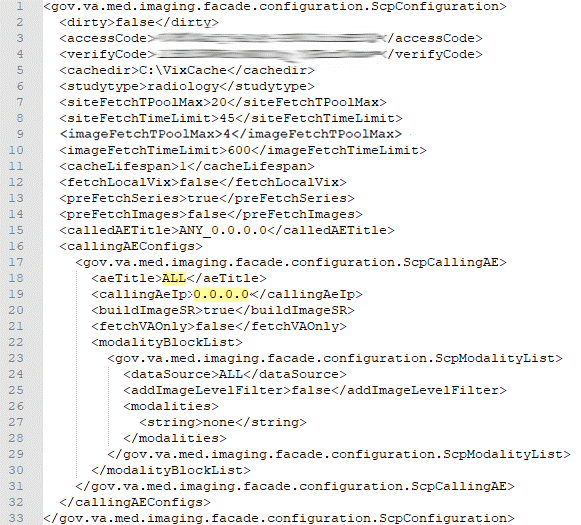 1 <gov.va.med.imaging.facade.configuration.ScpConfiguration>
2 <dirty>false</dirty>
3 <accessCode></accessCode>
4 <verifyCode></verifyCode>
5 <cachedir>C:\VixCache</cachedir>
6 <studytype>radiology</studytype>
7 <siteFetchTPoolMax>20</siteFetchTPoolMax>
8 <siteFetchTimeLimit>45</siteFetchTimeLimit>
9 <imageFetchTPoolMax>4</imageFetchTPoolMax>
10 <imageFetchTimeLimit>600</imageFetchTimeLimit>
11 <cacheLifespan>1</cacheLifespan>
12 <fetchLocalVix>false</fetchLocalVix>
13 <preFetchSeries>true</preFetchSeries>
14 <preFetchImages>false</preFetchImages>
15 <calledAETitle>ANY_0.0.0.0</calledAETitle>
16 <callingAEConfigs>
17 <gov.va.med.imaging.facade.configuration.ScpCallingAE>
18 <aeTitle>ALL</aeTitle>
19 <callingAeIp>0.0.0.0</callingAeIp>
20 <buildImageSR>true</buildImageSR>
21 <fetchVAOnly>false</fetchVAOnly>
22 <modalityBlockList>
23 <gov.va.med.imaging.facade.configuration.ScpModalityList>
24 <dataSource>ALL</dataSource>
25 <addImageLevelFilter>false</addImageLevelFilter>
26 <modalities>
27 <string>none</string>
28 </modalities>
29 </gov.va.med.imaging.facade.configuration.ScpModalityList>
30 </modalityBlockList>
31 </gov.va.med.imaging.facade.configuration.ScpCallingAE>
32 </callingAEConfigs>
33 </gov.va.med.imaging.facade.configuration.ScpConfiguration>